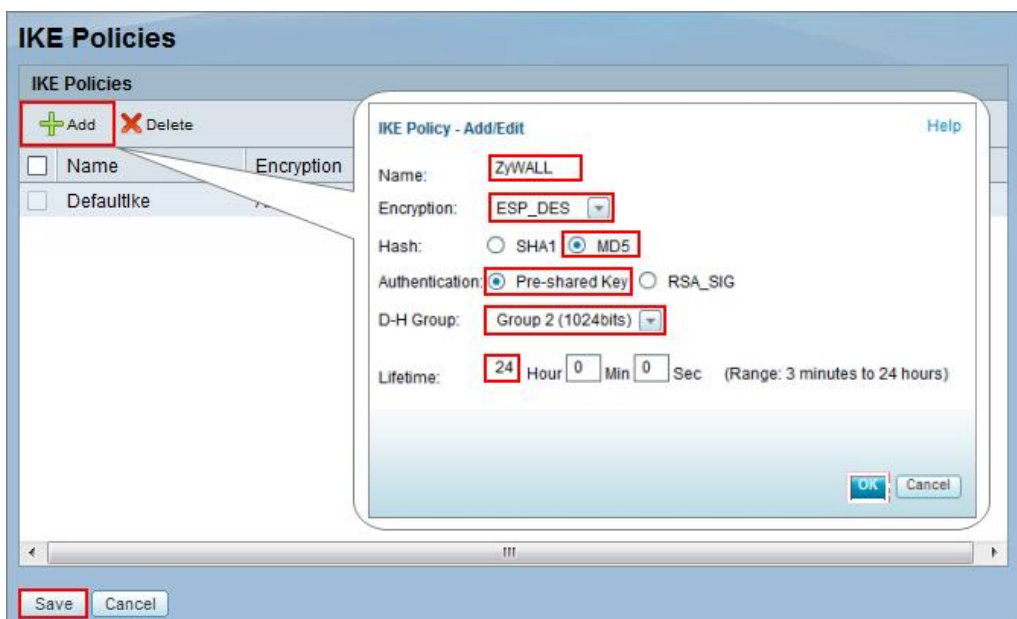 IKE Policies
IKE Policies
Add Delete
Name Encryption
DefaultIke
IKE Policy - Add/Edit Help
Name: ZyWALL
Encryption: ESP_DES
Hash: SHA1 MD5
Authentication: Pre-shared Key RSA_SIG
D-H Group: Group 2 (1024bits)
Lifetime: 24 Hour 0 Min 0 Sec (Range: 3 minutes to 24 hours)
OK Cancel
Save Cancel